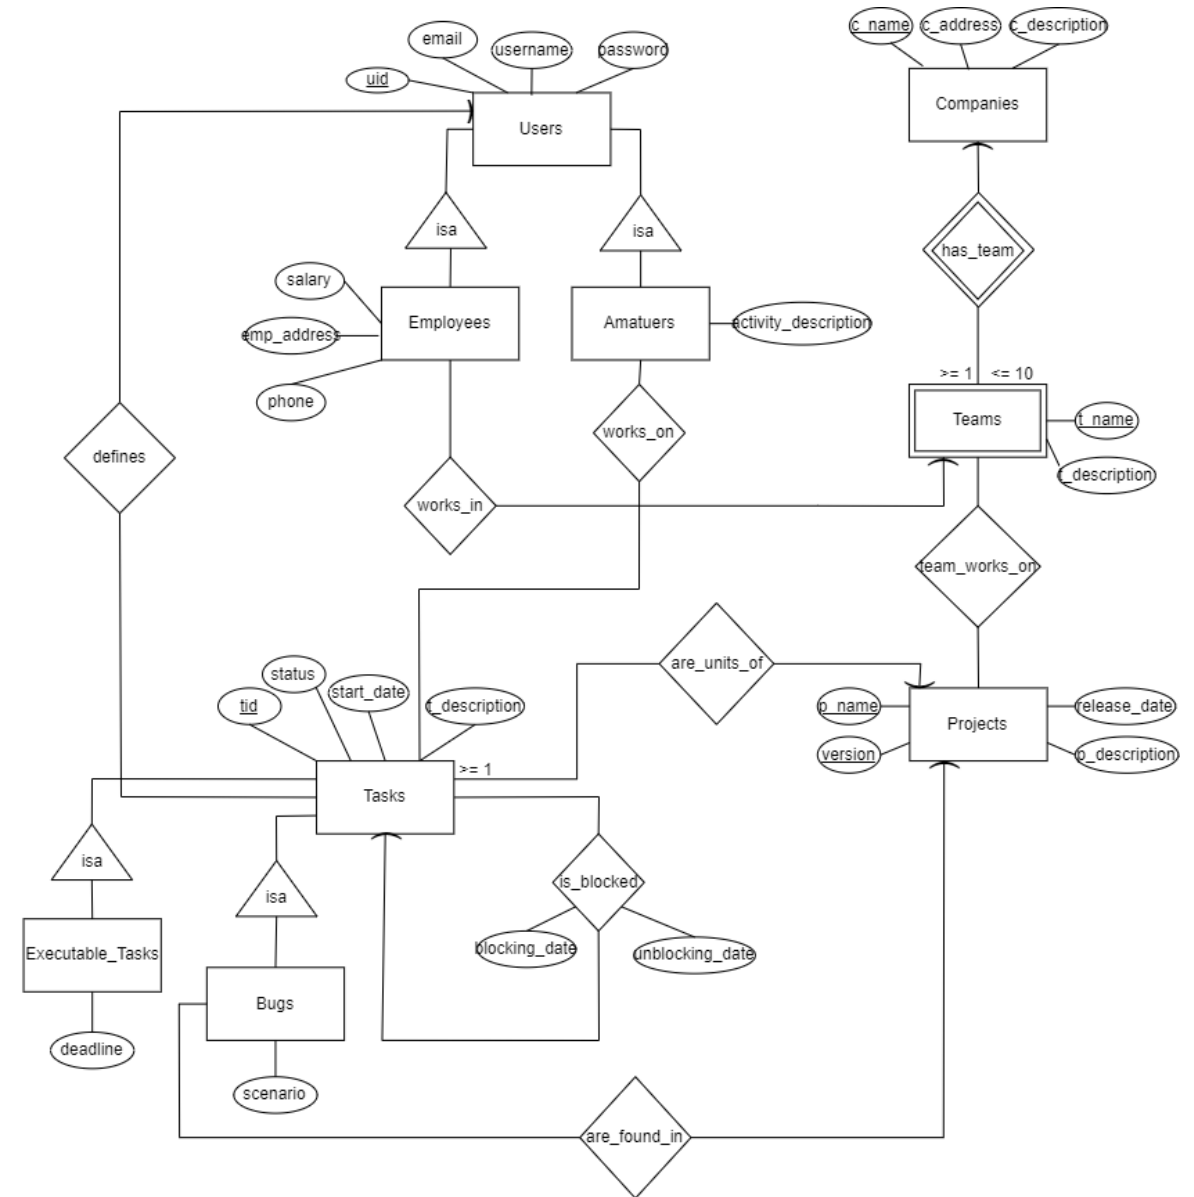 email
username
password
uid
Users
c_name
c_address
c_description
Companies
isa
isa
has_team
salary
emp_address
phone
Employees
Amatuers
activity_description
>= 1 <= 10
Teams
t_name
t_description
defines
works_on
works_in
team_works_on
are_units_of
status
start_date
tid
t_description
p_name
version
Projects
release_date
p_description
>= 1
Tasks
isa
isa
is_blocked
blocking_date
unblocking_date
Executable_Tasks
Bugs
deadline
scenario
are_found_in